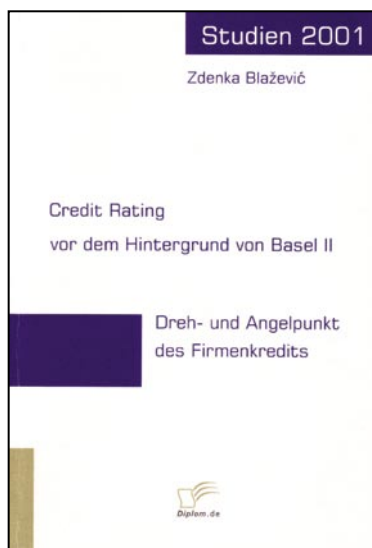 Studien 2001
Zdenka Blažević
Credit Rating
vor dem Hintergrund von Basel II
Dreh- und Angelpunkt
des Firmenkredits
Diplom.de